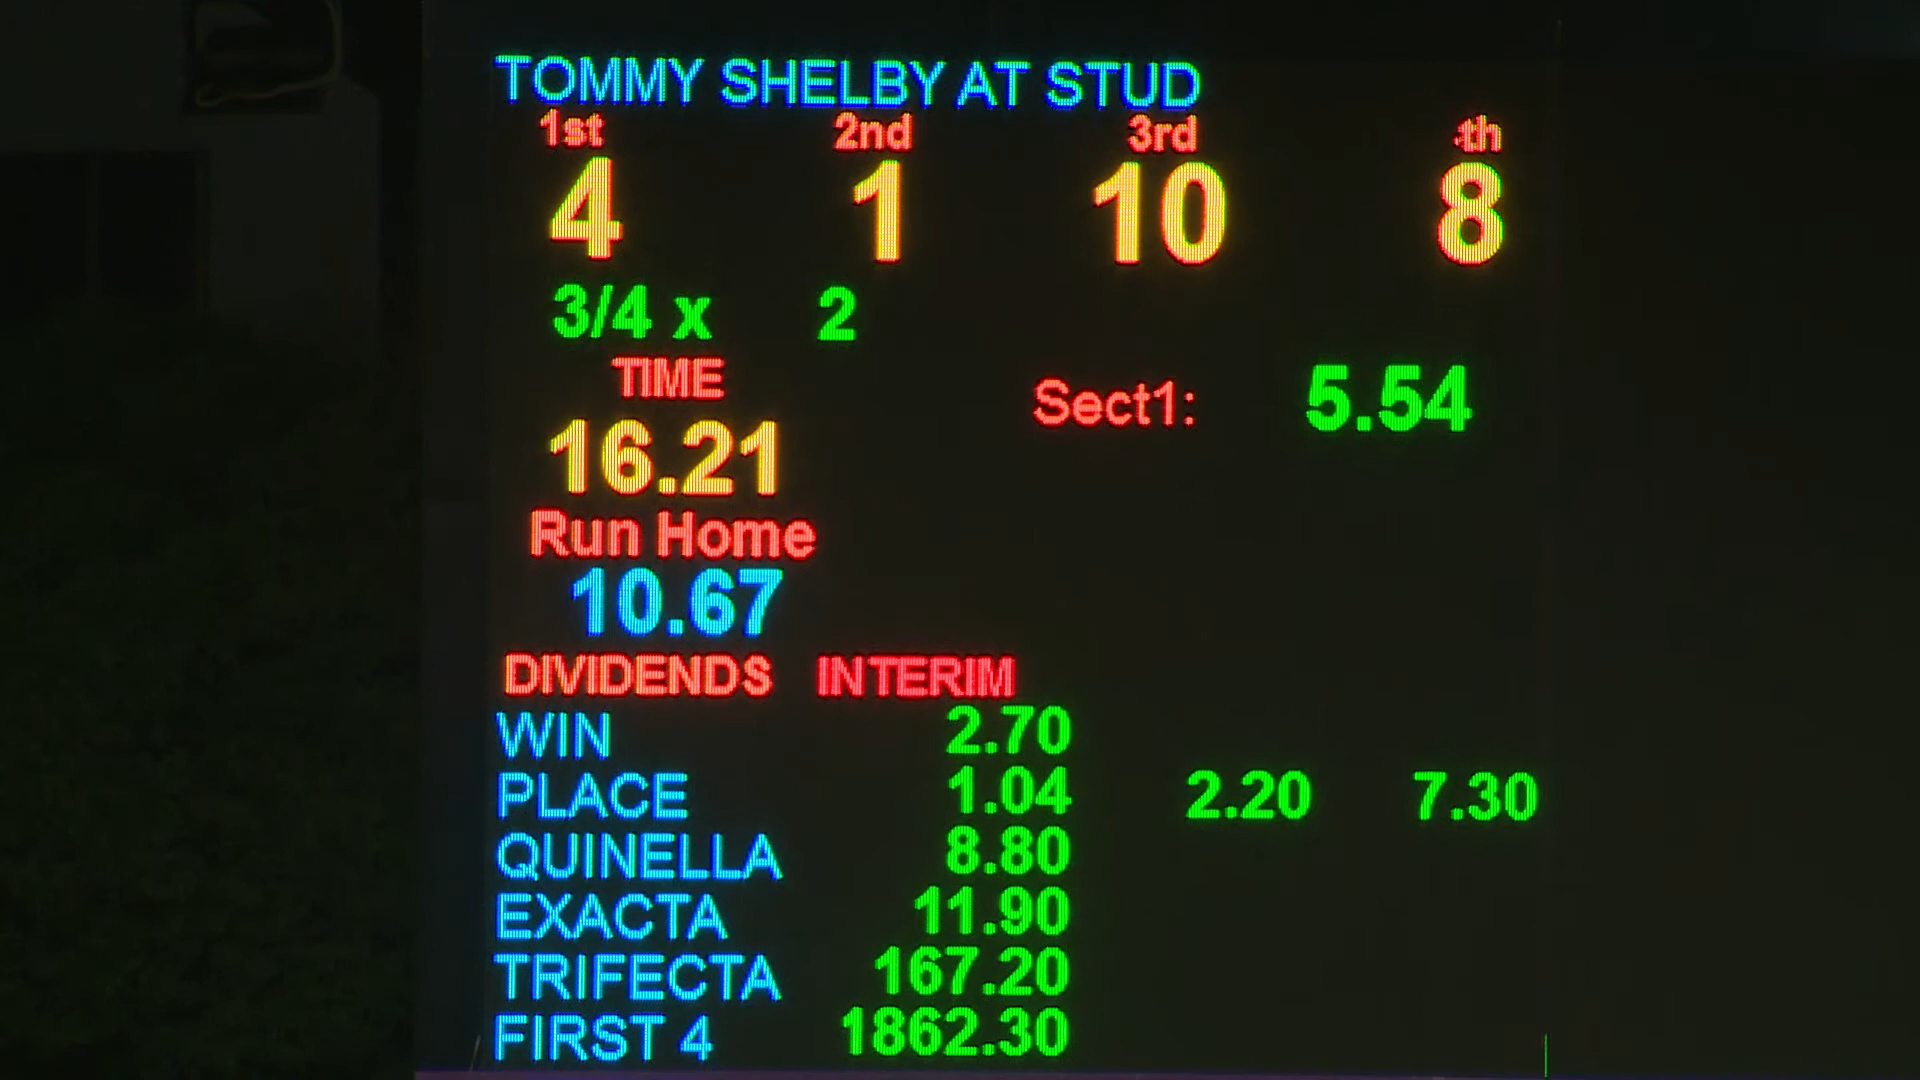 TOMMY SHELBY AT STUD
1st 2nd 3rd th
4 1 10 8
3/4 x 2
TIME
Sect1: 5.54
16.21
Run Home
10.67
DIVIDENDS INTERIM
WIN 2.70
PLACE 1.04 2.20 7.30
QUINELLA 8.80
EXACTA 11.90
TRIFECTA 167.20
FIRST 4 1862.30